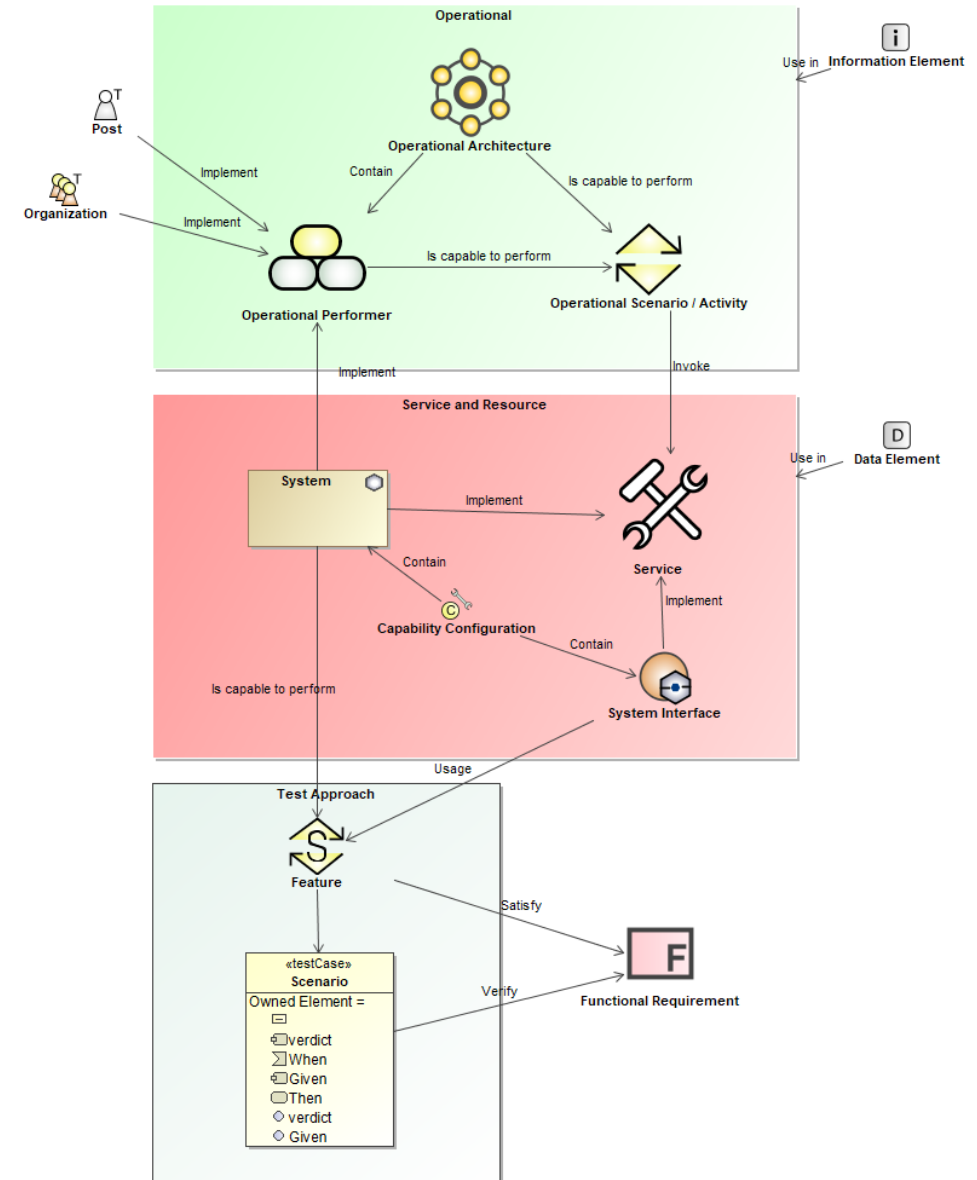 Operational
i
Use in
Information Element
T
Post
Operational Architecture
Implement
Contain
Is capable to perform
T
Organization
Implement
Is capable to perform
Operational Performer
Operational Scenario / Activity
Implement
Invoke
Service and Resource
D
Use in
Data Element
System
Implement
Contain
Service
C
Capability Configuration
Implement
Contain
Is capable to perform
System Interface
Usage
Test Approach
S
Feature
Satisfy
F
«testCase»
Scenario
Owned Element =
Verify
Functional Requirement
verdict
When
Given
Then
verdict
Given